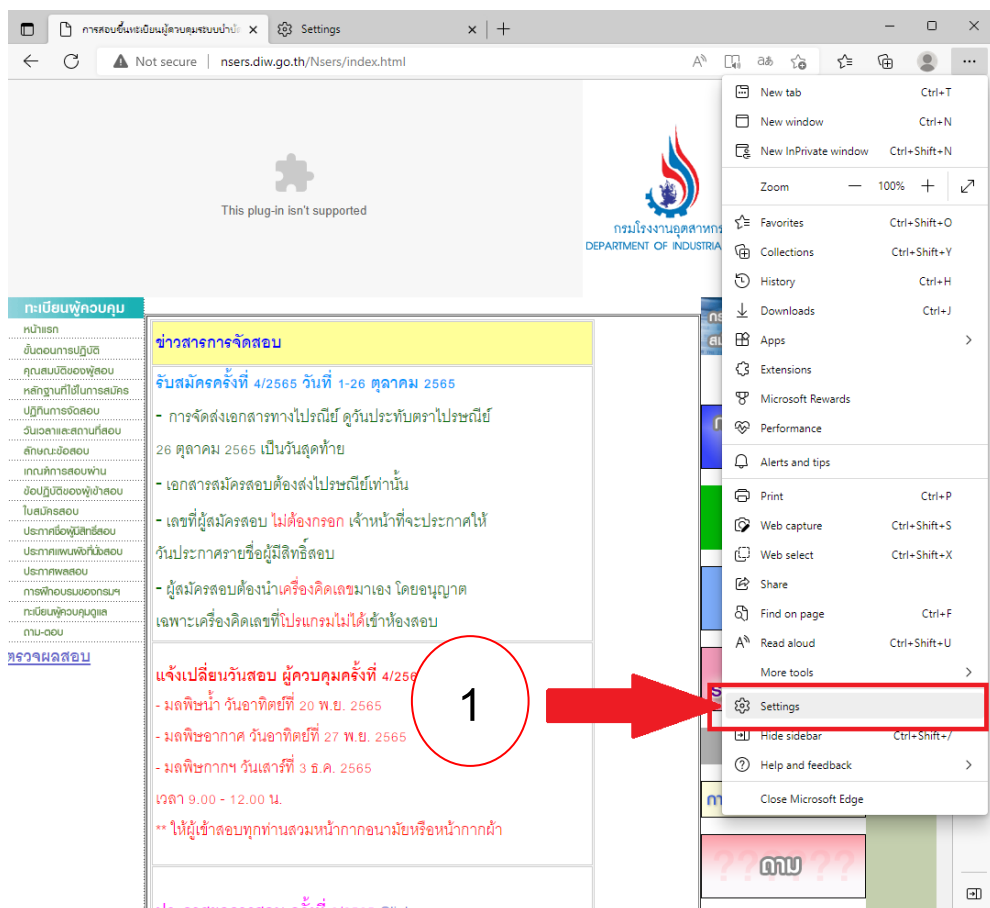 การสอบขึ้นทะเบียนผู้ควบคุมระบบบำบั
Settings
Not secure
nsers.diw.go.th/Nsers/index.html
This plug-in isn't supported
กรมโรงงานอุตสาหกร
DEPARTMENT OF INDUSTRIA
ทะเบียนผู้ควบคุม
หน้าแรก
ขั้นตอนการปฏิบัติ
คุณสมบัติของผู้สอบ
หลักฐานที่ใช้ในการสมัคร
ปฏิทินการจัดสอบ
วันเวลาและสถานที่สอบ
ลักษณะข้อสอบ
เกณฑ์การสอบผ่าน
ข้อปฏิบัติของผู้เข้าสอบ
ใบสมัครสอบ
ประกาศชื่อผู้มีสิทธิ์สอบ
ประกาศแผนผังที่นั่งสอบ
ประกาศผลสอบ
การฝึกอบรมของกรมฯ
ทะเบียนผู้ควบคุมดูแล
ถาม-ตอบ
ตรวจผลสอบ
ข่าวสารการจัดสอบ
รับสมัครครั้งที่ 4/2565 วันที่ 1-26 ตุลาคม 2565
- การจัดส่งเอกสารทางไปรณีย์ ดูวันประทับตราไปรษณีย์
26 ตุลาคม 2565 เป็นวันสุดท้าย
- เอกสารสมัครสอบต้องส่งไปรษณีย์เท่านั้น
- เลขที่ผู้สมัครสอบ ไม่ต้องกรอก เจ้าหน้าที่จะประกาศให้
วันประกาศรายชื่อผู้มีสิทธิ์สอบ
- ผู้สมัครสอบต้องนำเครื่องคิดเลขมาเอง โดยอนุญาต
เฉพาะเครื่องคิดเลขที่โปรแกรมไม่ได้เข้าห้องสอบ
แจ้งเปลี่ยนวันสอบ ผู้ควบคุมครั้งที่ 4/256
- มลพิษน้ำ วันอาทิตย์ที่ 20 พ.ย. 2565
- มลพิษอากาศ วันอาทิตย์ที่ 27 พ.ย. 2565
- มลพิษกากฯ วันเสาร์ที่ 3 ธ.ค. 2565
เวลา 9.00 - 12.00 น.
** ให้ผู้เข้าสอบทุกท่านสวมหน้ากากอนามัยหรือหน้ากากผ้า
1
New tab Ctrl+T
New window Ctrl+N
New InPrivate window Ctrl+Shift+N
Zoom 100%
Favorites Ctrl+Shift+O
Collections Ctrl+Shift+Y
History Ctrl+H
Downloads Ctrl+J
Apps
Extensions
Microsoft Rewards
Performance
Alerts and tips
Print Ctrl+P
Web capture Ctrl+Shift+S
Web select Ctrl+Shift+X
Share
Find on page Ctrl+F
Read aloud Ctrl+Shift+U
More tools
Settings
Hide sidebar Ctrl+Shift+/
Help and feedback
Close Microsoft Edge
??ถาม??